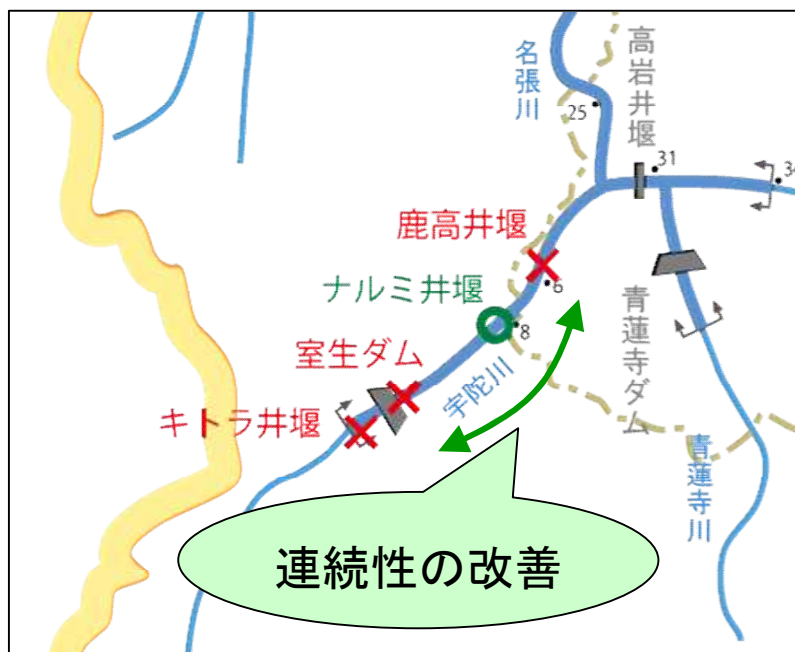 名張川
高岩井堰
25
31
34
鹿高井堰
6
ナルミ井堰
8
室生ダム
宇陀川
青蓮寺ダム
キトラ井堰
青蓮寺川
連続性の改善